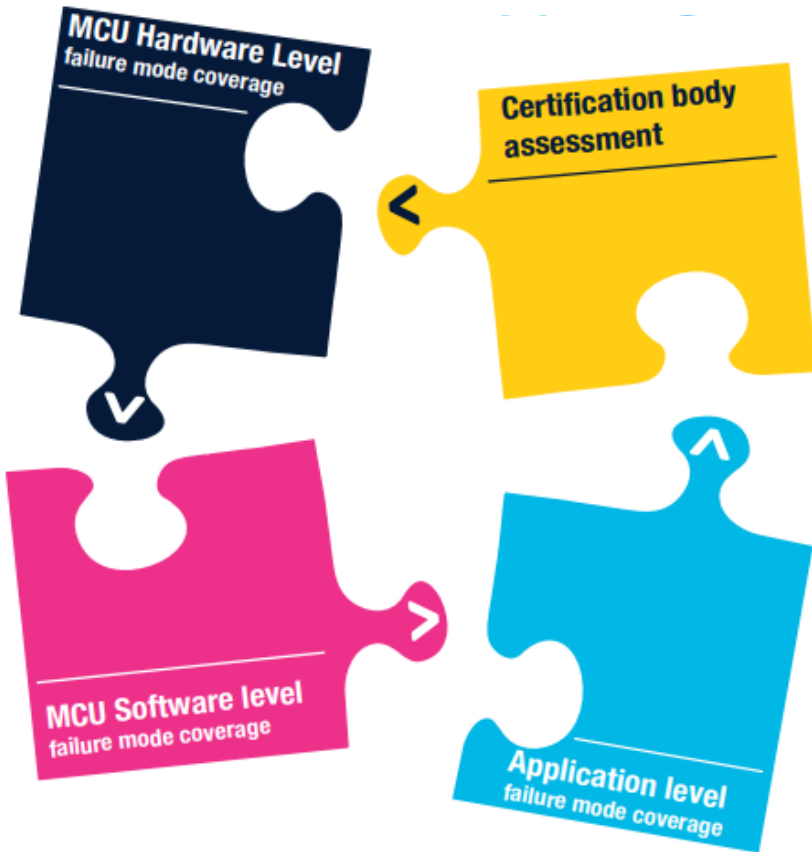 MCU Hardware Level
failure mode coverage
Certification body
assessment
MCU Software level
failure mode coverage
Application level
failure mode coverage